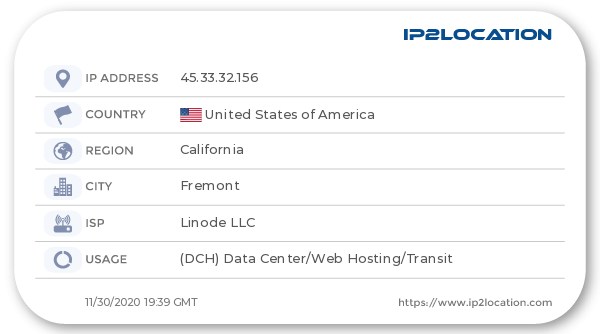 IP2LOCATION
IP ADDRESS 45.33.32.156
COUNTRY United States of America
REGION California
CITY Fremont
ISP Linode LLC
USAGE (DCH) Data Center/Web Hosting/Transit
11/30/2020 19:39 GMT https://www.ip2location.com